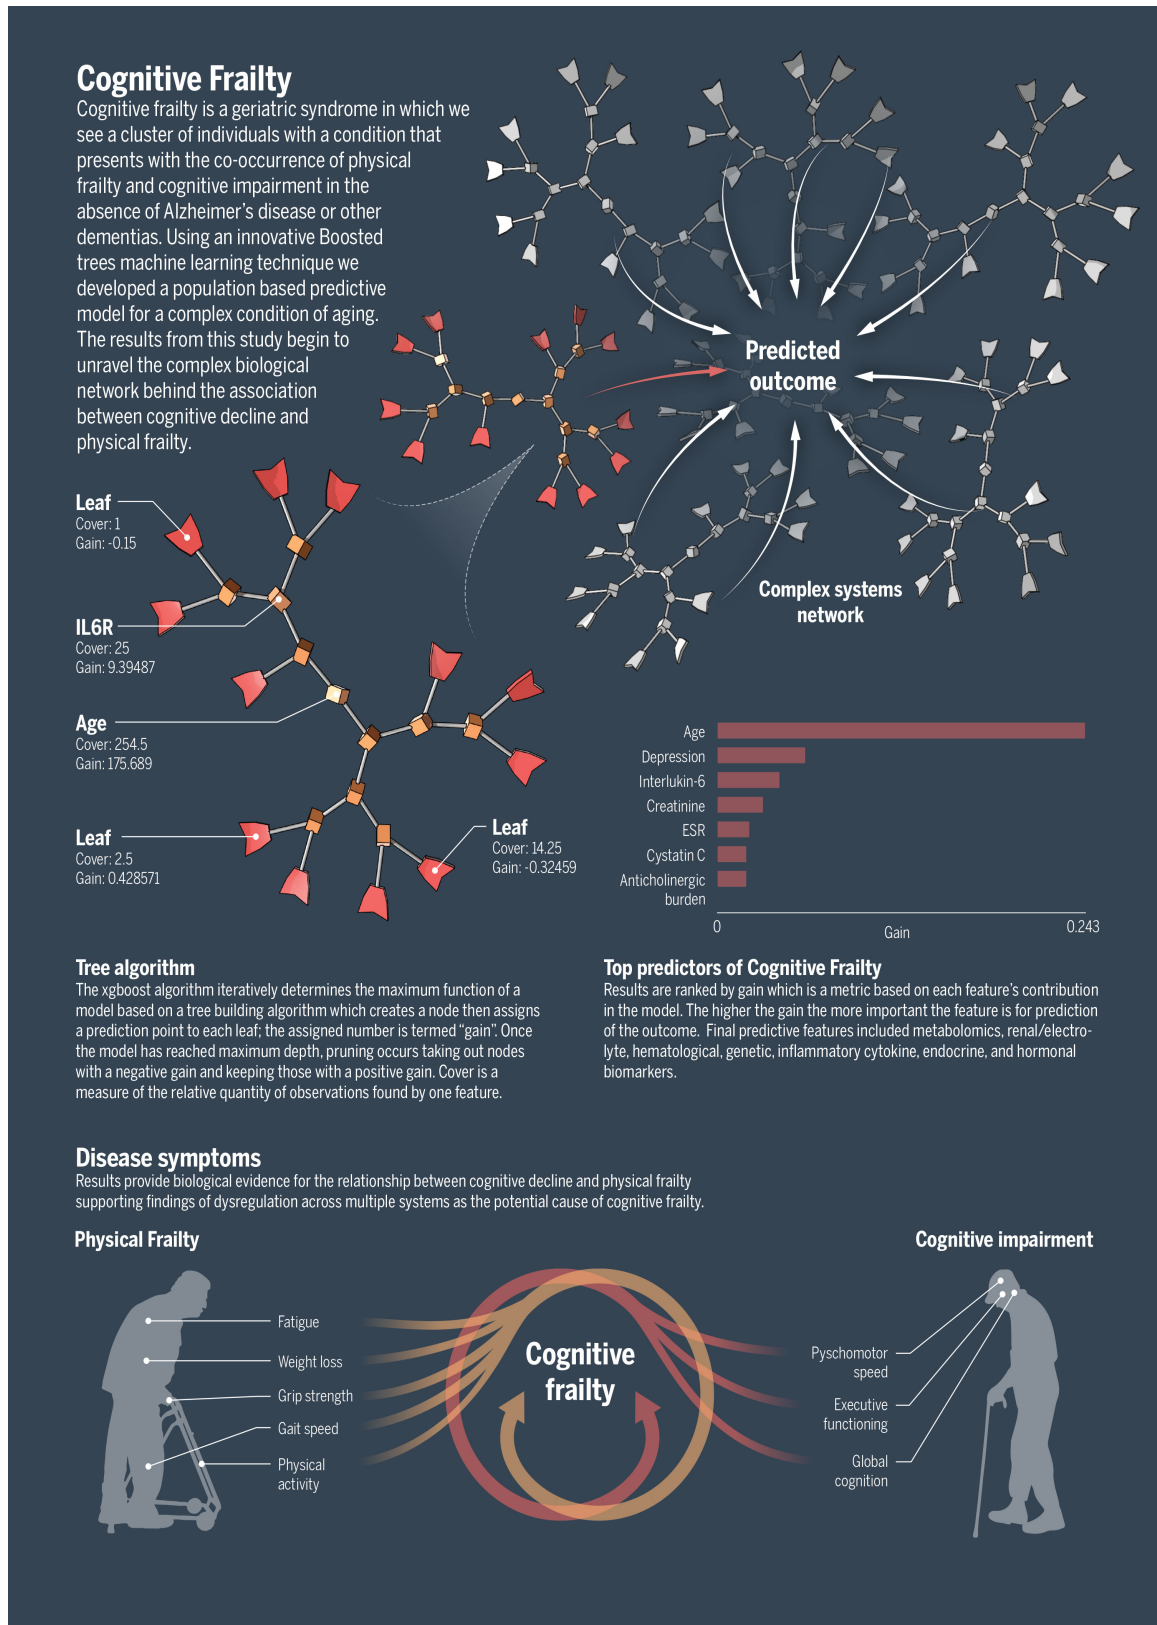 Cognitive Frailty
Cognitive frailty is a geriatric syndrome in which we
see a cluster of individuals with a condition that
presents with the co-occurrence of physical
frailty and cognitive impairment in the
absence of Alzheimer's disease or other
dementias. Using an innovative Boosted
trees machine learning technique we
developed a population based predictive
model for a complex condition of aging.
The results from this study begin to
unravel the complex biological
network behind the association
between cognitive decline and
physical frailty.
Predicted
outcome
Complex systems
network
Leaf
Cover: 1
Gain: -0.15
IL6R
Cover: 25
Gain: 9.39487
Age
Cover: 254.5
Gain: 175.689
Leaf
Cover: 2.5
Gain: 0.428571
Leaf
Cover: 14.25
Gain: -0.32459
Age
Depression
Interlukin-6
Creatinine
ESR
Cystatin C
Anticholinergic
burden
0
0.243
Gain
Tree algorithm
The xgboost algorithm iteratively determines the maximum function of a
model based on a tree building algorithm which creates a node then assigns
a prediction point to each leaf; the assigned number is termed “gain”. Once
the model has reached maximum depth, pruning occurs taking out nodes
with a negative gain and keeping those with a positive gain. Cover is a
measure of the relative quantity of observations found by one feature.
Top predictors of Cognitive Frailty
Results are ranked by gain which is a metric based on each feature's contribution
in the model. The higher the gain the more important the feature is for prediction
of the outcome. Final predictive features included metabolomics, renal/electro-
lyte, hematological, genetic, inflammatory cytokine, endocrine, and hormonal
biomarkers.
Disease symptoms
Results provide biological evidence for the relationship between cognitive decline and physical frailty
supporting findings of dysregulation across multiple systems as the potential cause of cognitive frailty.
Physical Frailty
Fatigue
Weight loss
Grip strength
Gait speed
Physical
activity
Cognitive
frailty
Cognitive impairment
Pyschomotor
speed
Executive
functioning
Global
cognition